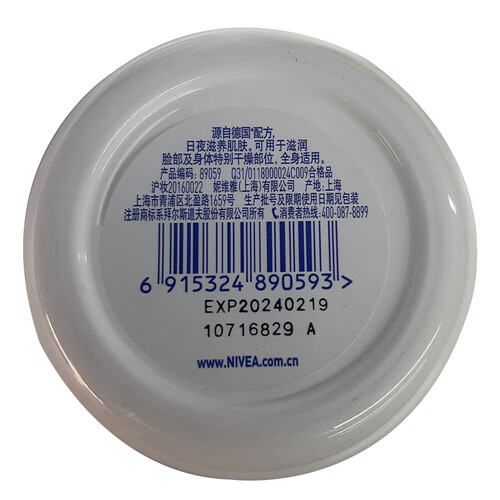 源自德国*配方,
日夜滋养肌肤。可用于滋润
脸部及身体特别干燥部位, 全身适用。
产品编码: 89059 Q31/0118000024C009合格品
沪妆20160022 妮维雅(上海)有限公司 产地:上海
上海市青浦区北盈路1659号 生产批号及限期使用日期见包装
注册商标系拜尔斯道夫股份有限公司所有 消费者热线:400-087-8899
6 915324 890593 >
EXP20240219
10716829 A
www.NIVEA.com.cn